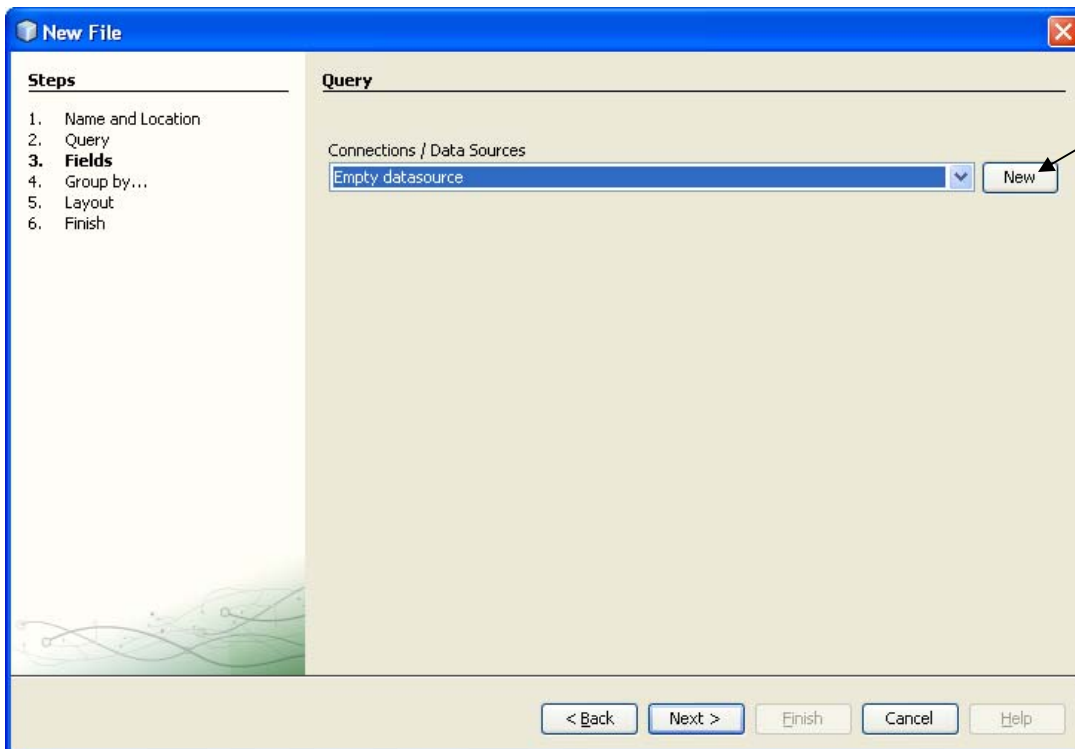 New File
Steps
1. Name and Location
2. Query
3. Fields
4. Group by...
5. Layout
6. Finish
Query
Connections / Data Sources
Empty datasource
New
< Back
Next >
Finish
Cancel
Help